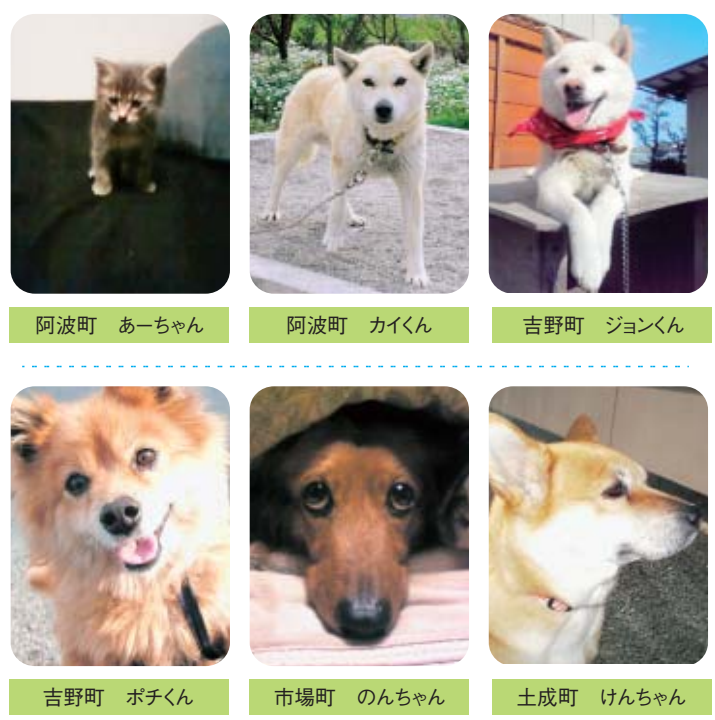 阿波町　あーちゃん
阿波町　カイくん
吉野町　ジョンくん
吉野町　ポチくん
市場町　のんちゃん
土成町　けんちゃん